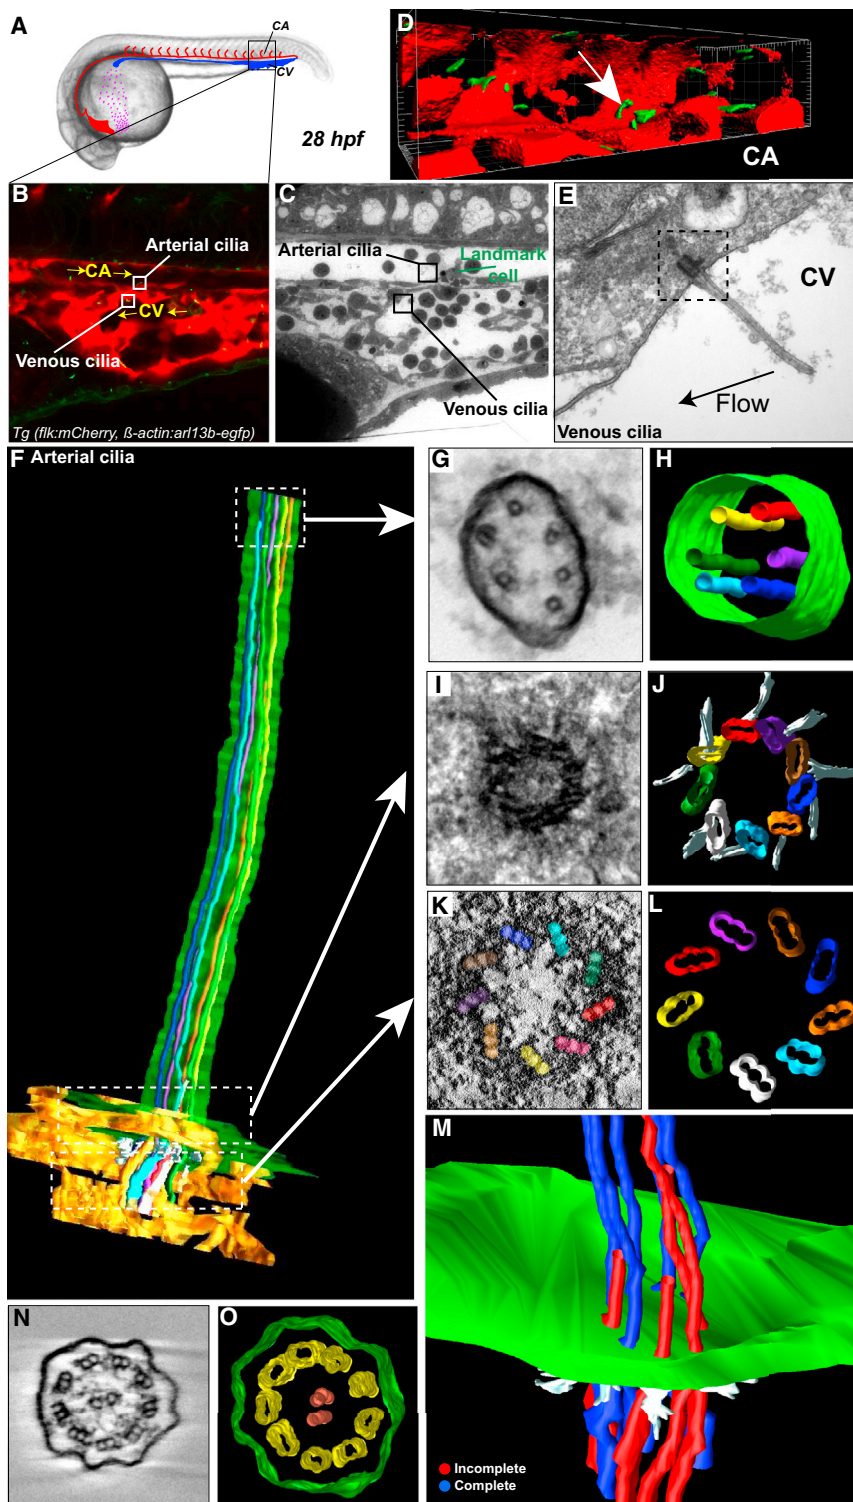 A
CA
CV
28 hpf
D
CA
B
Arterial cilia
CA
CV
Venous cilia
Tg (flk:mCherry, ß-actin:arl13b-egfp)
C
Arterial cilia
Landmark
cell
Venous cilia
E
CV
Flow
Venous cilia
F Arterial cilia
G
H
I
J
K
L
M
Incomplete
Complete
N
O